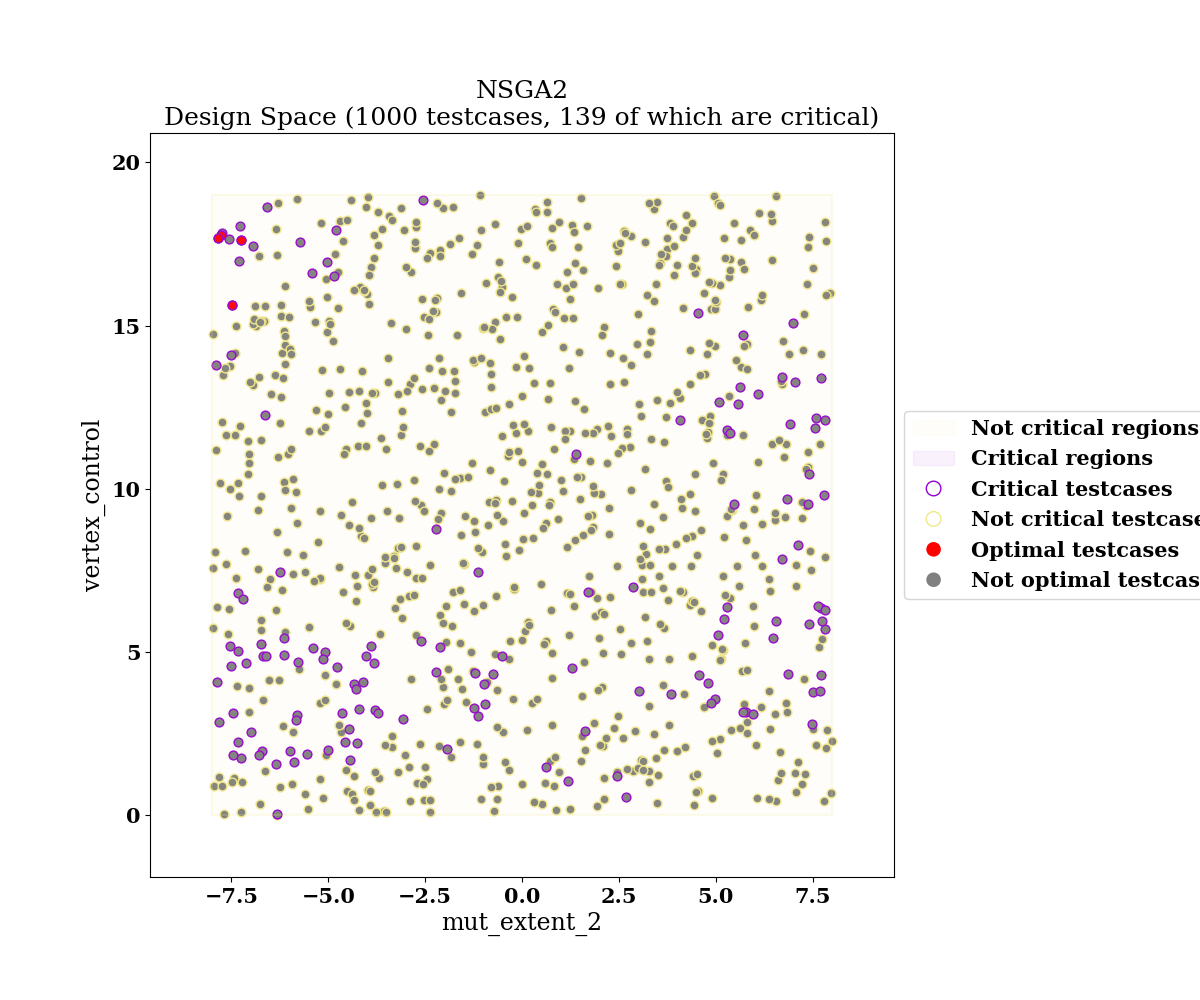 NSGA2
Design Space (1000 testcases, 139 of which are critical)
20
15
10
5
0
vertex_control
−7.5 −5.0 −2.5 0.0 2.5 5.0 7.5
mut_extent_2
Not critical regions
Critical regions
Critical testcases
Not critical testcase
Optimal testcases
Not optimal testcas